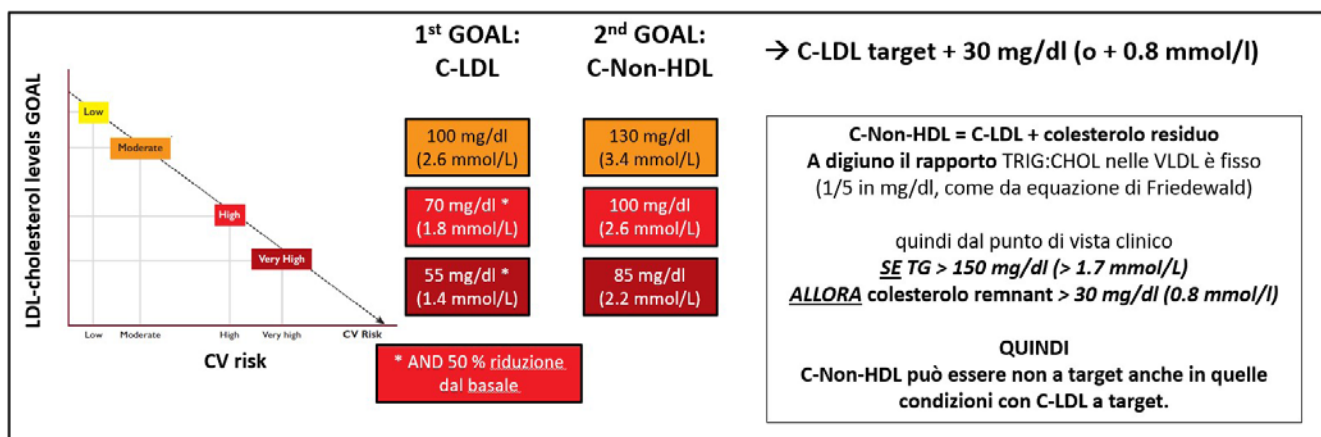 1st GOAL:
C-LDL
2nd GOAL:
C-Non-HDL
→ C-LDL target + 30 mg/dl (o + 0.8 mmol/l)
LDL-cholesterol levels GOAL
Low
Moderate
High
Very High
Low
Moderate
High
Very high
CV Risk
CV risk
100 mg/dl
(2.6 mmol/L)
130 mg/dl
(3.4 mmol/L)
70 mg/dl *
(1.8 mmol/L)
100 mg/dl
(2.6 mmol/L)
55 mg/dl *
(1.4 mmol/L)
85 mg/dl
(2.2 mmol/L)
* AND 50 % riduzione
dal basale
C-Non-HDL = C-LDL + colesterolo residuo
A digiuno il rapporto TRIG:CHOL nelle VLDL è fisso
(1/5 in mg/dl, come da equazione di Friedewald)
quindi dal punto di vista clinico
SE TG > 150 mg/dl (> 1.7 mmol/L)
ALLORA colesterolo remnant > 30 mg/dl (0.8 mmol/l)
QUINDI
C-Non-HDL può essere non a target anche in quelle
condizioni con C-LDL a target.